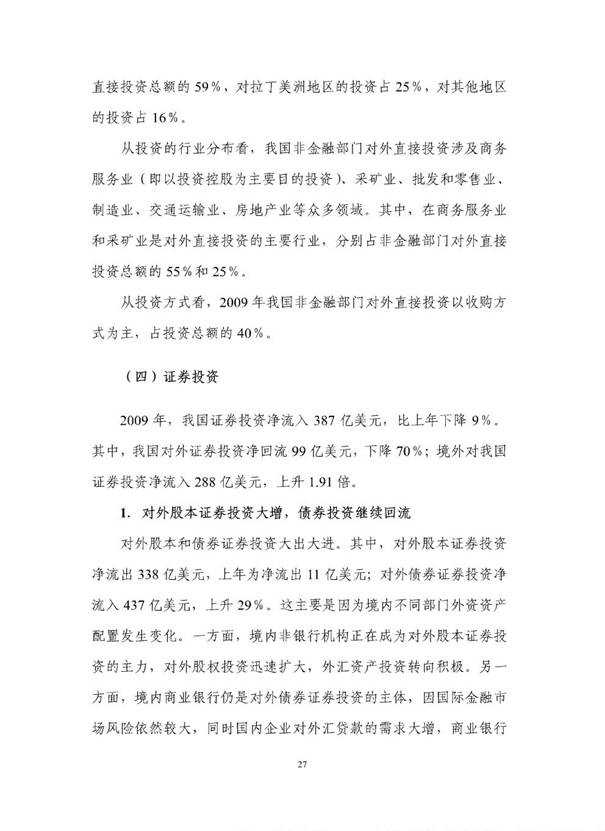 直接投资总额的 59％，对拉丁美洲地区的投资占 25％，对其他地区
的投资占 16％。
从投资的行业分布看，我国非金融部门对外直接投资涉及商务
服务业（即以投资控股为主要目的投资）、采矿业、批发和零售业、
制造业、交通运输业、房地产业等众多领域。其中，在商务服务业
和采矿业是对外直接投资的主要行业，分别占非金融部门对外直接
投资总额的 55％和 25％。
从投资方式看，2009 年我国非金融部门对外直接投资以收购方
式为主，占投资总额的 40％。
（四）证券投资
2009 年，我国证券投资净流入 387 亿美元，比上年下降 9％。
其中，我国对外证券投资净回流 99 亿美元，下降 70％；境外对我国
证券投资净流入 288 亿美元，上升 1.91 倍。
1． 对外股本证券投资大增，债券投资继续回流
对外股本和债券证券投资大出大进。其中，对外股本证券投资
净流出 338 亿美元，上年为净流出 11 亿美元；对外债券证券投资净
流入 437 亿美元，上升 29％。这主要是因为境内不同部门外资资产
配置发生变化。一方面，境内非银行机构正在成为对外股本证券投
资的主力，对外股权投资迅速扩大，外汇资产投资转向积极。另一
方面，境内商业银行仍是对外债券证券投资的主体，因国际金融市
场风险依然较大，同时国内企业对外汇贷款的需求大增，商业银行
27